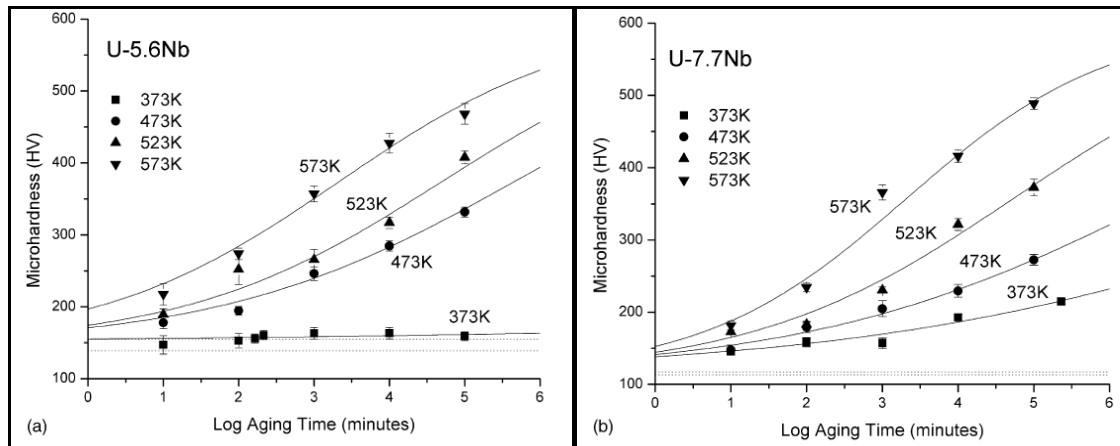 600
500
400
300
200
100
Microhardness (HV)
U-5.6Nb
373K
473K
523K
573K
573K
523K
473K
373K
0
1
2
3
4
5
6
(a)
Log Aging Time (minutes)
600
500
400
300
200
100
Microhardness (HV)
U-7.7Nb
373K
473K
523K
573K
573K
523K
473K
373K
0
1
2
3
4
5
6
(b)
Log Aging Time (minutes)